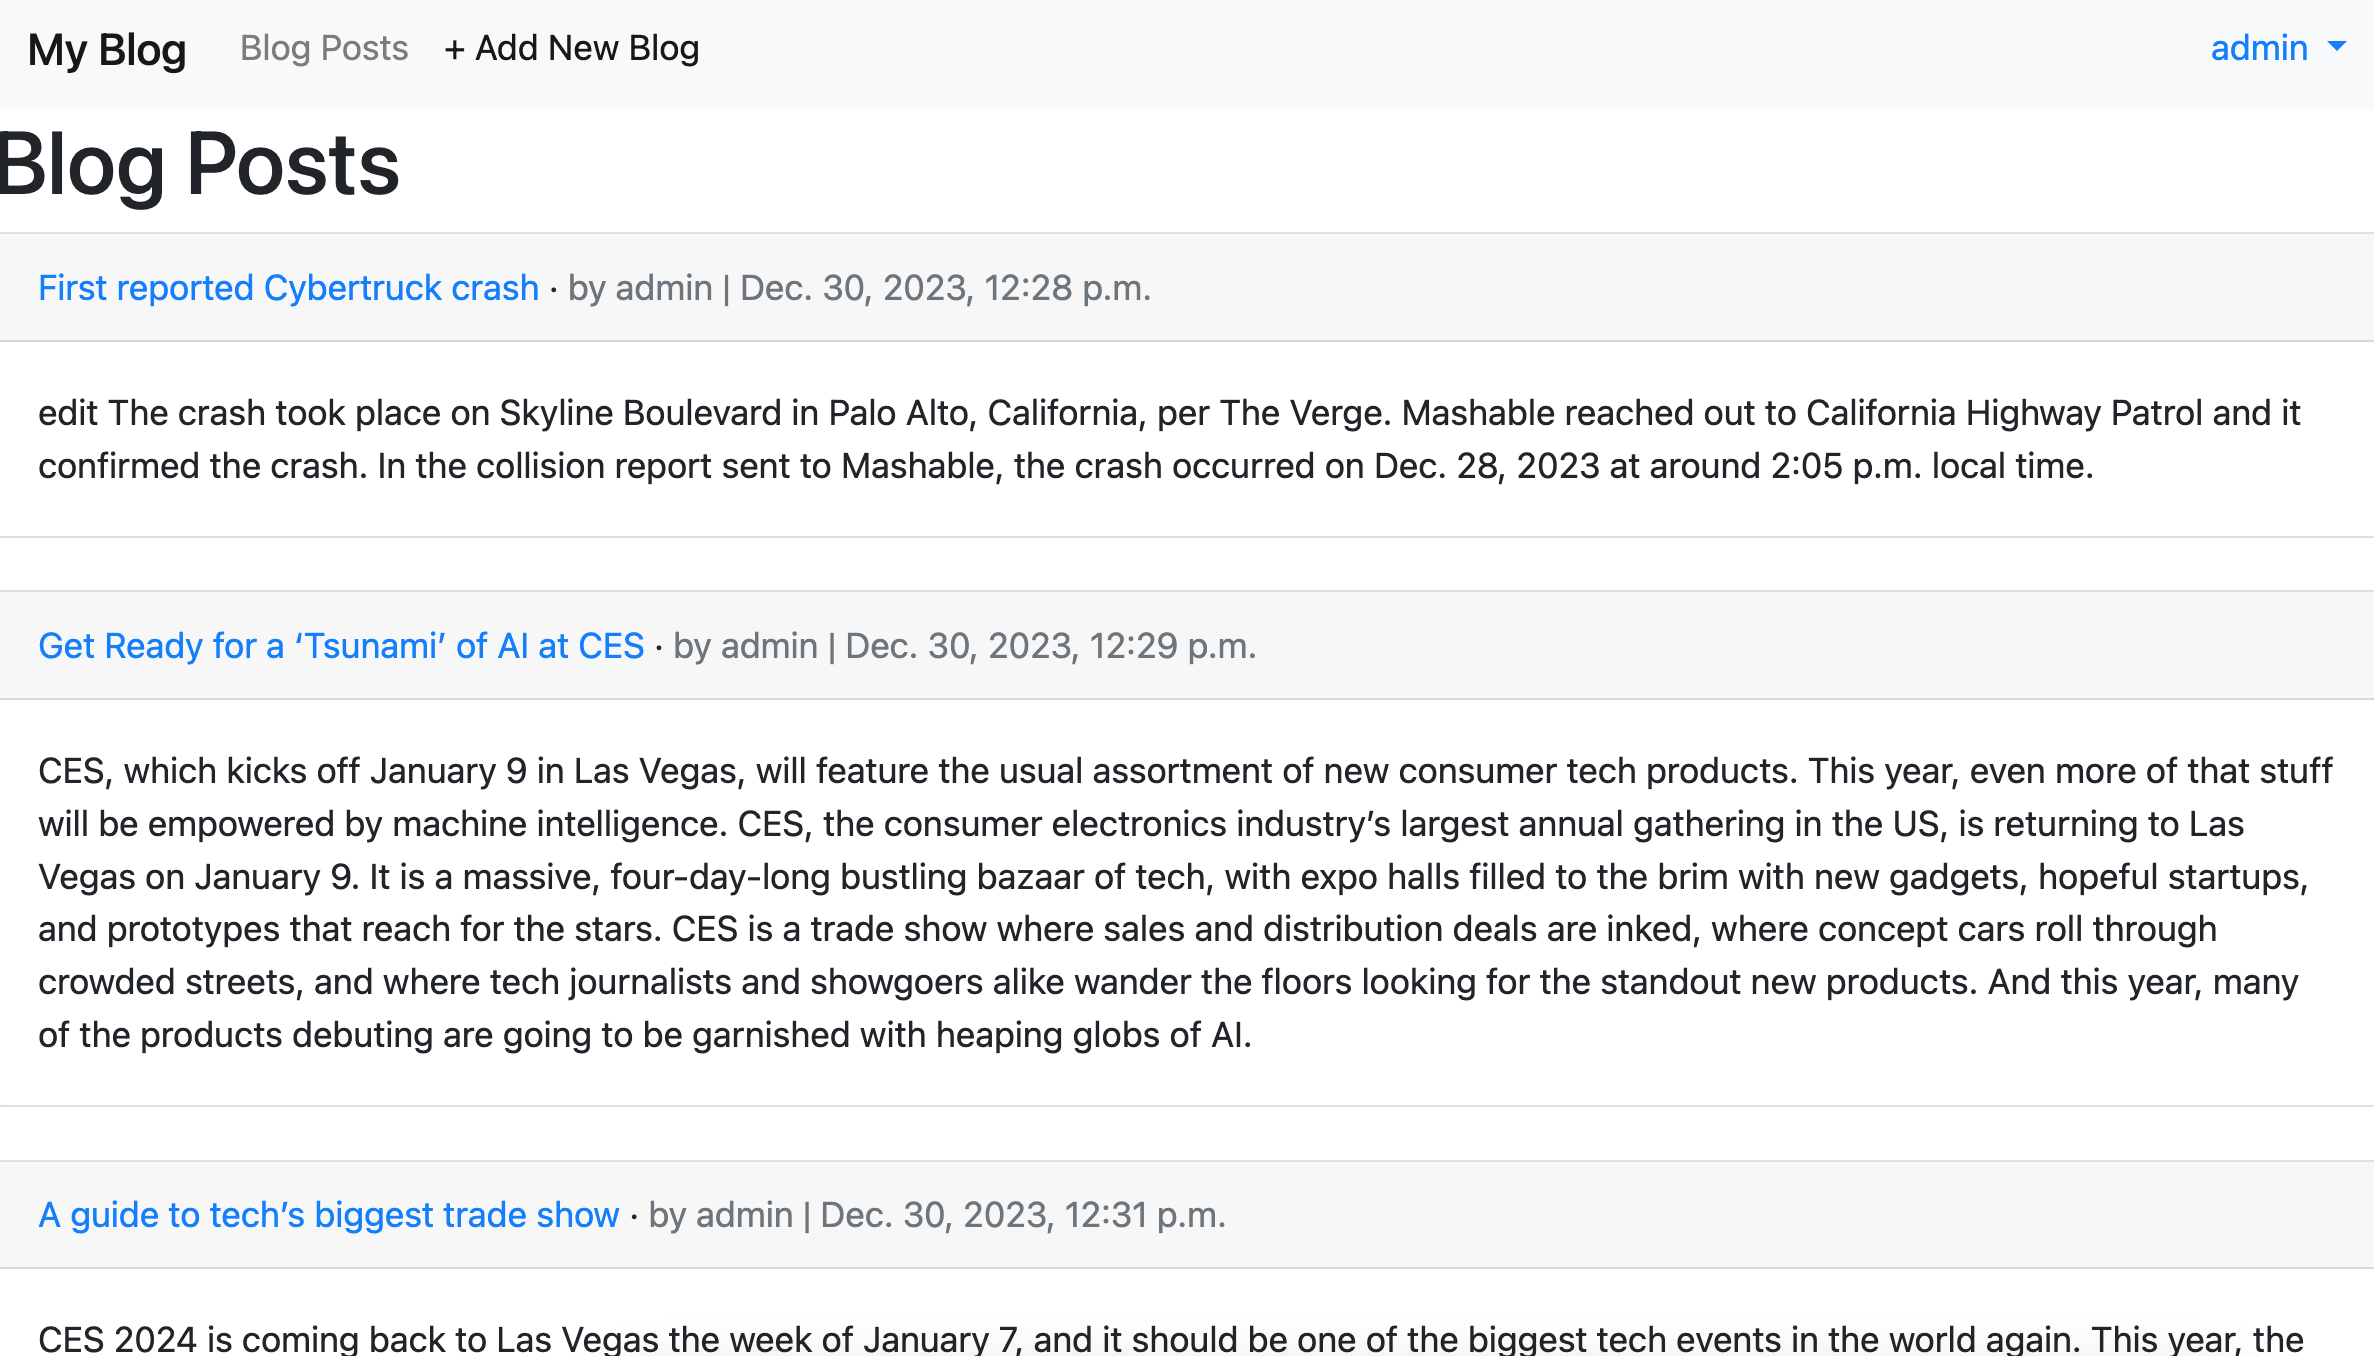 My Blog Blog Posts + Add New Blog admin
Blog Posts
First reported Cybertruck crash · by admin | Dec. 30, 2023, 12:28 p.m.
edit The crash took place on Skyline Boulevard in Palo Alto, California, per The Verge. Mashable reached out to California Highway Patrol and it
confirmed the crash. In the collision report sent to Mashable, the crash occurred on Dec. 28, 2023 at around 2:05 p.m. local time.
Get Ready for a ‘Tsunami’ of AI at CES · by admin | Dec. 30, 2023, 12:29 p.m.
CES, which kicks off January 9 in Las Vegas, will feature the usual assortment of new consumer tech products. This year, even more of that stuff
will be empowered by machine intelligence. CES, the consumer electronics industry’s largest annual gathering in the US, is returning to Las
Vegas on January 9. It is a massive, four-day-long bustling bazaar of tech, with expo halls filled to the brim with new gadgets, hopeful startups,
and prototypes that reach for the stars. CES is a trade show where sales and distribution deals are inked, where concept cars roll through
crowded streets, and where tech journalists and showgoers alike wander the floors looking for the standout new products. And this year, many
of the products debuting are going to be garnished with heaping globs of AI.
A guide to tech’s biggest trade show · by admin | Dec. 30, 2023, 12:31 p.m.
CES 2024 is coming back to Las Vegas the week of January 7, and it should be one of the biggest tech events in the world again. This year, the